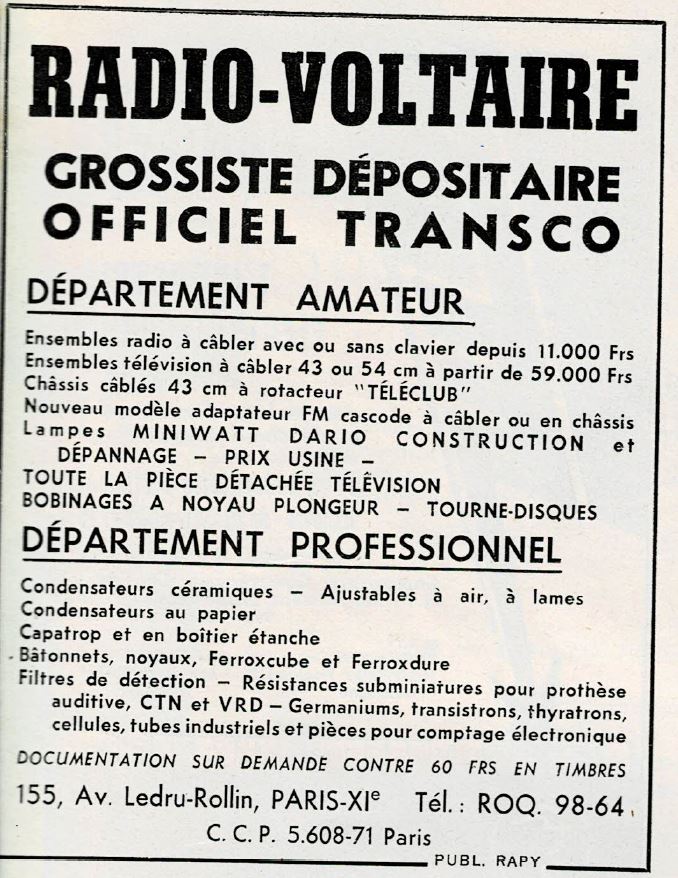 RADIO-VOLTAIRE
GROSSISTE DÉPOSITAIRE
OFFICIEL TRANSCO
DÉPARTEMENT AMATEUR
Ensembles radio à câbler avec ou sans clavier depuis 11.000 Frs
Ensembles télévision à câbler 43 ou 54 cm à partir de 59.000 Frs
Châssis câblés 43 cm à rotacteur "TÉLÉCLUB"
Nouveau modèle adaptateur FM cascode à câbler ou en châssis
Lampes MINIWATT DARIO CONSTRUCTION et
DÉPANNAGE – PRIX USINE –
TOUTE LA PIÈCE DÉTACHÉE TÉLÉVISION
BOBINAGES A NOYAU PLONGEUR – TOURNE-DISQUES
DÉPARTEMENT PROFESSIONNEL
Condensateurs céramiques – Ajustables à air, à lames
Condensateurs au papier
Capatrop et en boîtier étanche
Bâtonnets, noyaux, Ferroxcube et Ferroxdure
Filtres de détection – Résistances subminiatures pour prothèse
auditive, CTN et VRD – Germaniums, transistrons, thyratrons,
cellules, tubes industriels et pièces pour comptage électronique
DOCUMENTATION SUR DEMANDE CONTRE 60 FRS EN TIMBRES
155, Av. Ledru-Rollin, PARIS-XIe Tél. : ROQ. 98-64
C. C. P. 5.608-71 Paris
PUBL. RAPY